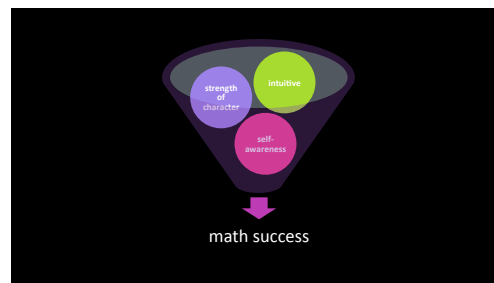 strength
of
character
intuitive
self-
awareness
math success